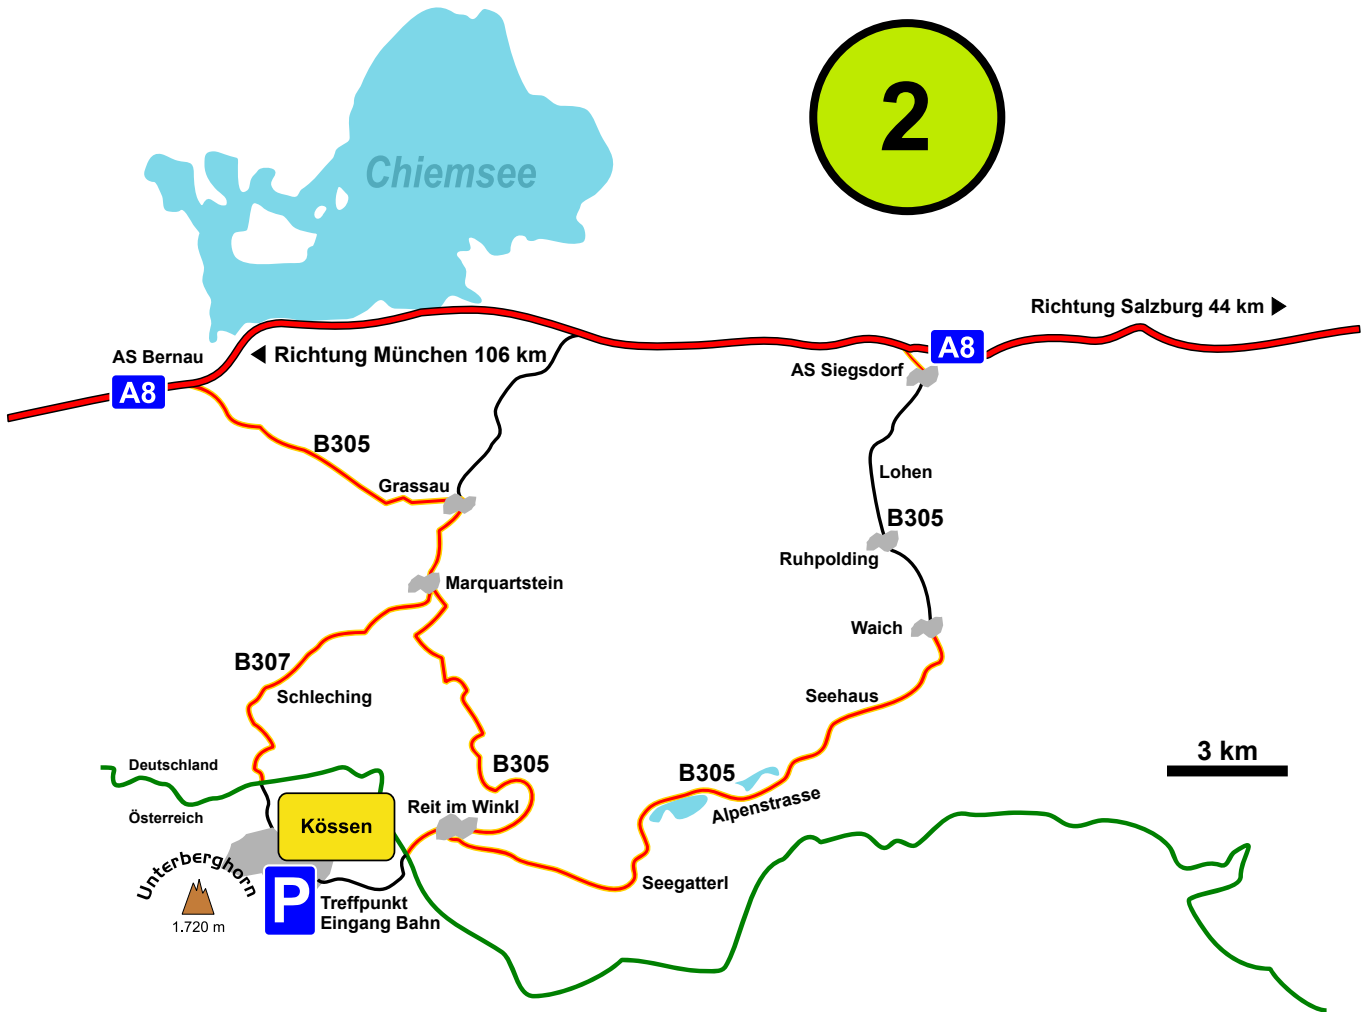 2
Chiemsee
Richtung Salzburg 44 km
A8
AS Bernau
Richtung München 106 km
AS Siegsdorf
A8
B305
Lohen
Grassau
B305
Ruhpolding
Marquartstein
Waich
B307
Schleching
Seehaus
3 km
Deutschland
B305
B305
Alpenstrasse
Österreich
Reit im Winkl
Kössen
Unterberghorn
1.720 m
P
Treffpunkt
Eingang Bahn
Seegatterl